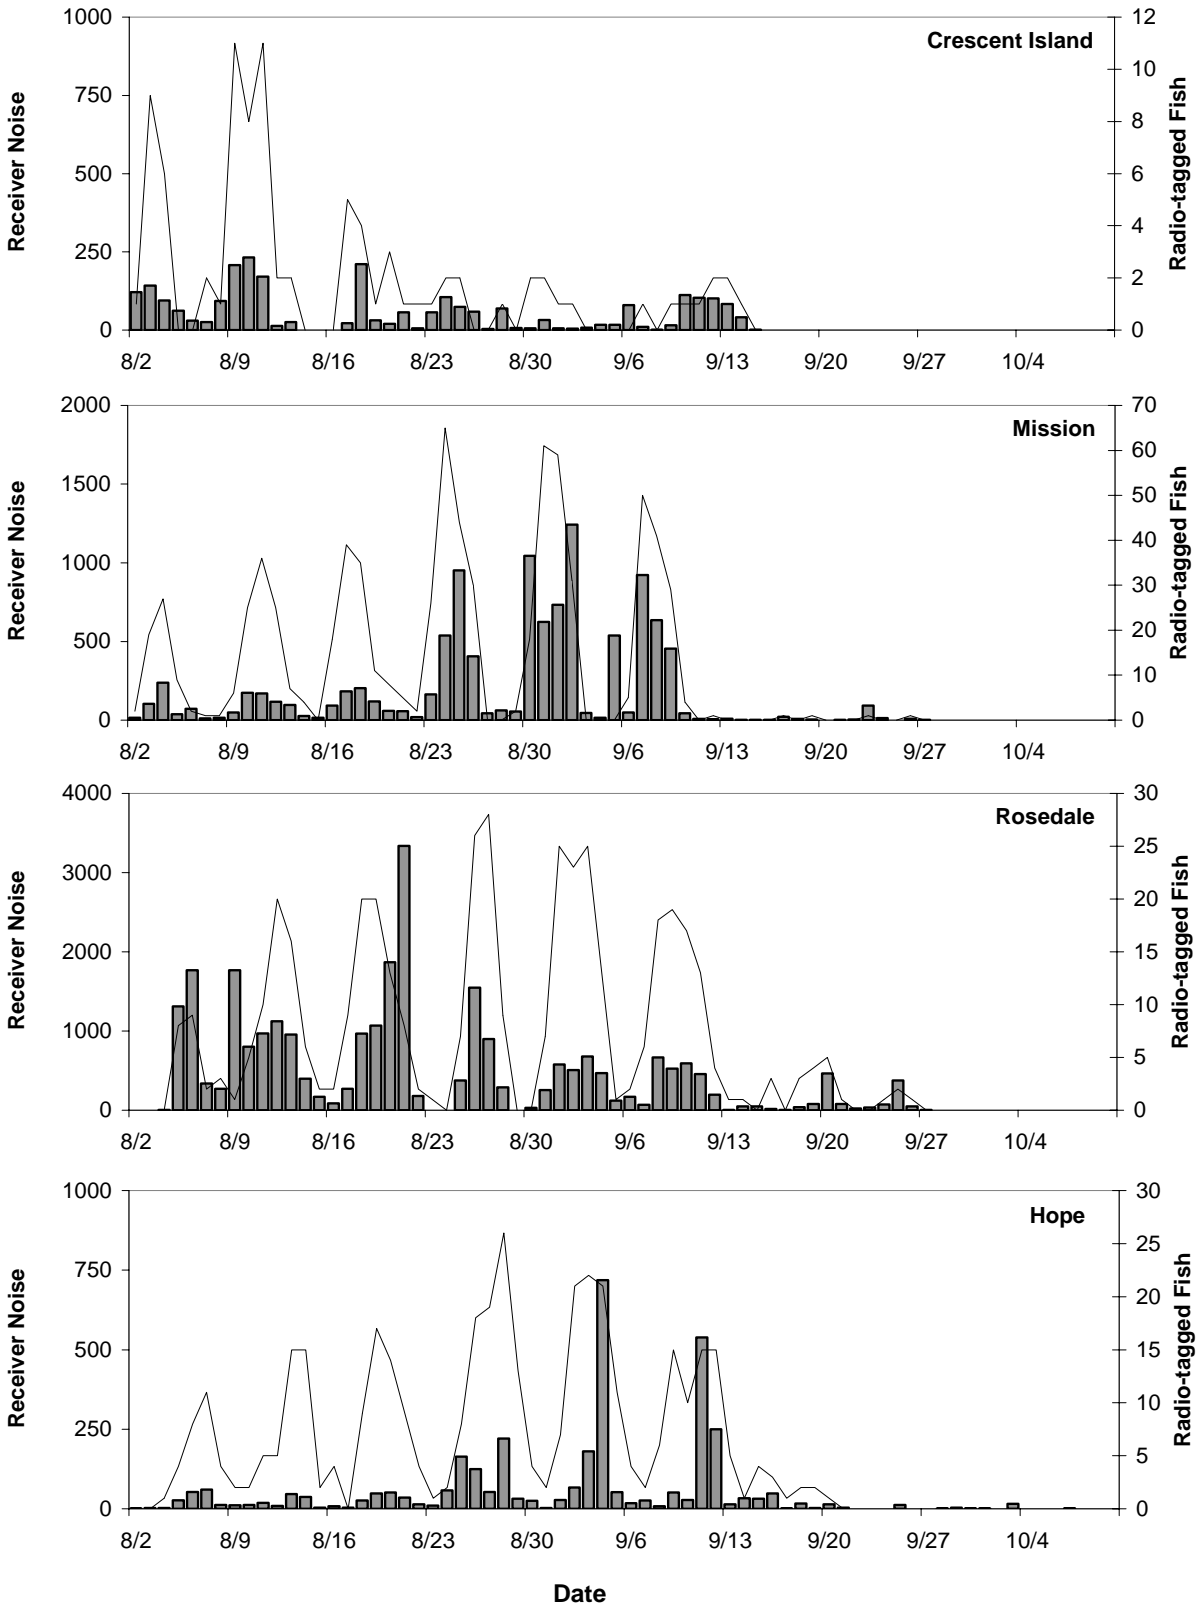 Crescent Island
Receiver Noise
1000
750
500
250
0
Radio-tagged Fish
12
10
8
6
4
2
0
8/2 8/9 8/16 8/23 8/30 9/6 9/13 9/20 9/27 10/4
Mission
Receiver Noise
2000
1500
1000
500
0
Radio-tagged Fish
70
60
50
40
30
20
10
0
8/2 8/9 8/16 8/23 8/30 9/6 9/13 9/20 9/27 10/4
Rosedale
Receiver Noise
4000
3000
2000
1000
0
Radio-tagged Fish
30
25
20
15
10
5
0
8/2 8/9 8/16 8/23 8/30 9/6 9/13 9/20 9/27 10/4
Hope
Receiver Noise
1000
750
500
250
0
Radio-tagged Fish
30
25
20
15
10
5
0
8/2 8/9 8/16 8/23 8/30 9/6 9/13 9/20 9/27 10/4
Date